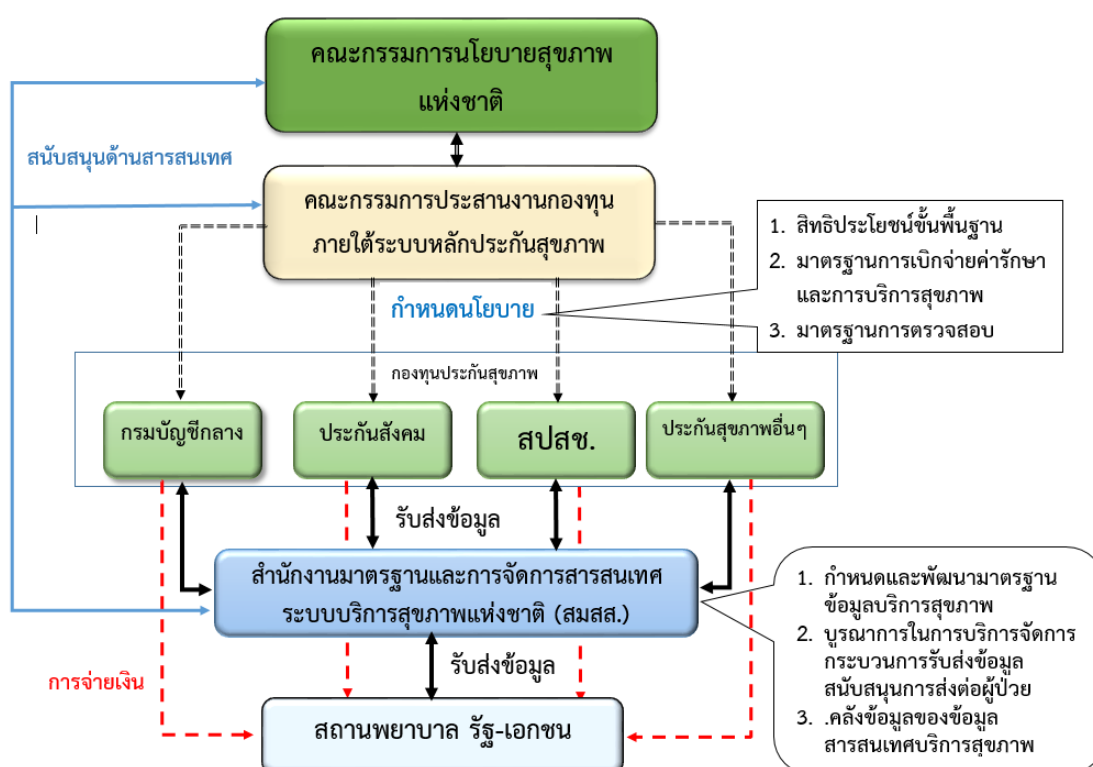 คณะกรรมการนโยบายสุขภาพ
แห่งชาติ
สนับสนุนด้านสารสนเทศ
คณะกรรมการประสานงานกองทุน
ภายใต้ระบบหลักประกันสุขภาพ
1. สิทธิประโยชน์ขั้นพื้นฐาน
2. มาตรฐานการเบิกจ่ายค่ารักษา
และการบริการสุขภาพ
3. มาตรฐานการตรวจสอบ
กำหนดนโยบาย
กองทุนประกันสุขภาพ
กรมบัญชีกลาง
ประกันสังคม
สปสช.
ประกันสุขภาพอื่นๆ
รับส่งข้อมูล
สำนักงานมาตรฐานและการจัดการสารสนเทศ
ระบบบริการสุขภาพแห่งชาติ (สมสส.)
1. กำหนดและพัฒนามาตรฐาน
ข้อมูลบริการสุขภาพ
2. บูรณาการในการบริการจัดการ
กระบวนการรับส่งข้อมูล
สนับสนุนการส่งต่อผู้ป่วย
3. .คลังข้อมูลของข้อมูล
สารสนเทศบริการสุขภาพ
รับส่งข้อมูล
การจ่ายเงิน
สถานพยาบาล รัฐ-เอกชน